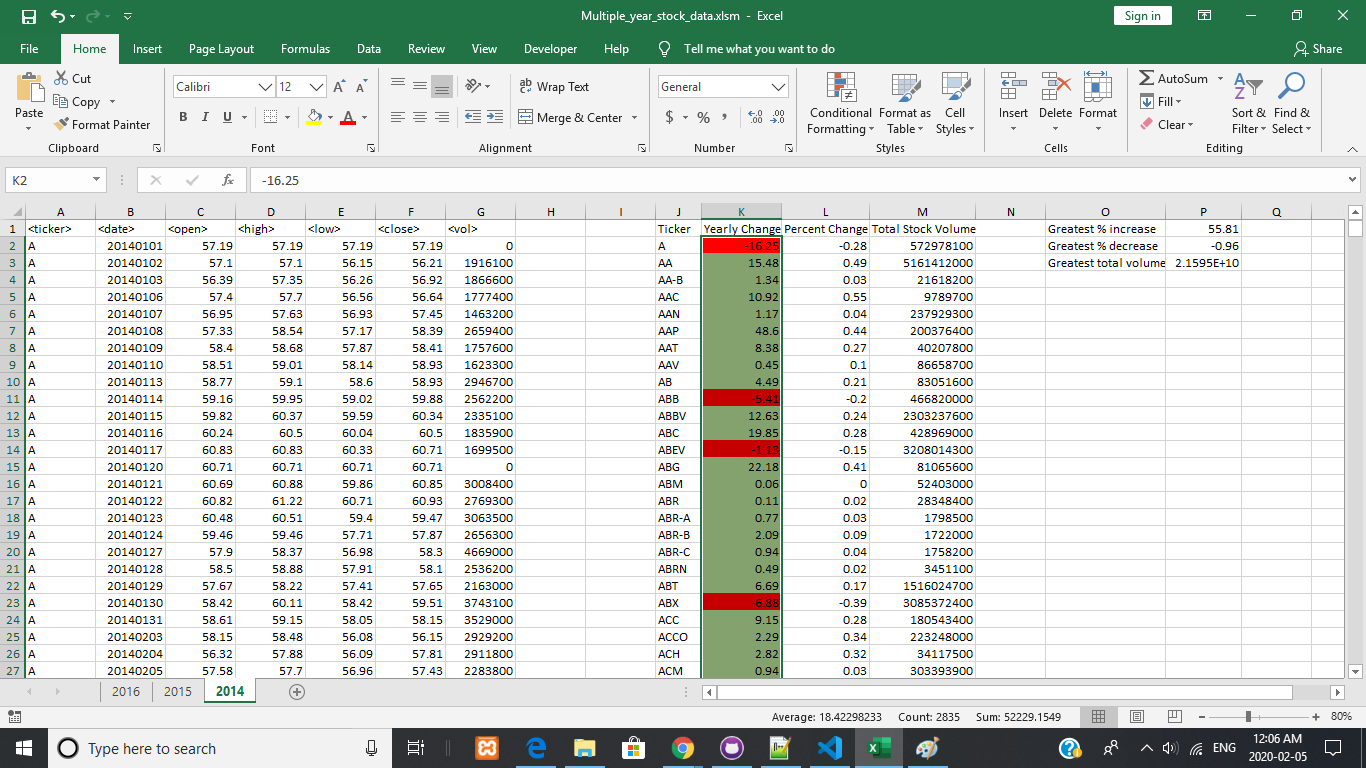 Multiple_year_stock_data.xlsm - Excel
Sign in
File Home Insert Page Layout Formulas Data Review View Developer Help Tell me what you want to do Share
Paste
Cut
Copy
Format Painter
Clipboard
Calibri 12
B I U
Font
Wrap Text
Merge & Center
Alignment
General
$ % ,
Number
Conditional Formatting
Format as Table
Cell Styles
Styles
Insert Delete Format
Cells
AutoSum
Fill
Clear
Sort & Filter
Find & Select
Editing
K2 fx -16.25
A B C D E F G H I J K L M N O P Q
1 <ticker> <date> <open> <high> <low> <close> <vol> Ticker Yearly Change Percent Change Total Stock Volume Greatest % increase 55.81
2 A 20140101 57.19 57.19 57.19 57.19 0 A -16.25 -0.28 572978100 Greatest % decrease -0.96
3 A 20140102 57.1 57.1 56.15 56.21 1916100 AA 15.48 0.49 5161412000 Greatest total volume 2.1595E+10
4 A 20140103 56.39 57.35 56.26 56.92 1866600 AA-B 1.34 0.03 21618200
5 A 20140106 57.4 57.7 56.56 56.64 1777400 AAC 10.92 0.55 9789700
6 A 20140107 56.95 57.63 56.93 57.45 1463200 AAN 1.17 0.04 237929300
7 A 20140108 57.33 58.54 57.17 58.39 2659400 AAP 48.6 0.44 200376400
8 A 20140109 58.4 58.68 57.87 58.41 1757600 AAT 8.38 0.27 40207800
9 A 20140110 58.51 59.01 58.14 58.93 1623300 AAV 0.45 0.1 86658700
10 A 20140113 58.77 59.1 58.6 58.93 2946700 AB 4.49 0.21 83051600
11 A 20140114 59.16 59.95 59.02 59.88 2562200 ABB -5.41 -0.2 466820000
12 A 20140115 59.82 60.37 59.59 60.34 2335100 ABBV 12.63 0.24 2303237600
13 A 20140116 60.24 60.5 60.04 60.5 1835900 ABC 19.85 0.28 428969000
14 A 20140117 60.83 60.83 60.33 60.71 1699500 ABEV -1.13 -0.15 3208014300
15 A 20140120 60.71 60.71 60.71 60.71 0 ABG 22.18 0.41 81065600
16 A 20140121 60.69 60.88 59.86 60.85 3008400 ABM 0.06 0 52403000
17 A 20140122 60.82 61.22 60.71 60.93 2769300 ABR 0.11 0.02 28348400
18 A 20140123 60.48 60.51 59.4 59.47 3063500 ABR-A 0.77 0.03 1798500
19 A 20140124 59.46 59.46 57.71 57.87 2656300 ABR-B 2.09 0.09 1722000
20 A 20140127 57.9 58.37 56.98 58.3 4669000 ABR-C 0.94 0.04 1758200
21 A 20140128 58.5 58.88 57.91 58.1 2536200 ABRN 0.49 0.02 3451100
22 A 20140129 57.67 58.22 57.41 57.65 2163000 ABT 6.69 0.17 1516024700
23 A 20140130 58.42 60.11 58.42 59.51 3743100 ABX -6.88 -0.39 3085372400
24 A 20140131 58.61 59.15 58.05 58.15 3529000 ACC 9.15 0.28 180543400
25 A 20140203 58.15 58.48 56.08 56.15 2929200 ACCO 2.29 0.34 223248000
26 A 20140204 56.32 57.88 56.09 57.81 2911800 ACH 2.82 0.32 34117500
27 A 20140205 57.58 57.7 56.96 57.43 2283800 ACM 0.94 0.03 303393900
2016 2015 2014
Average: 18.42298233 Count: 2835 Sum: 52229.1549 80%
Type here to search
ENG
12:06 AM
2020-02-05